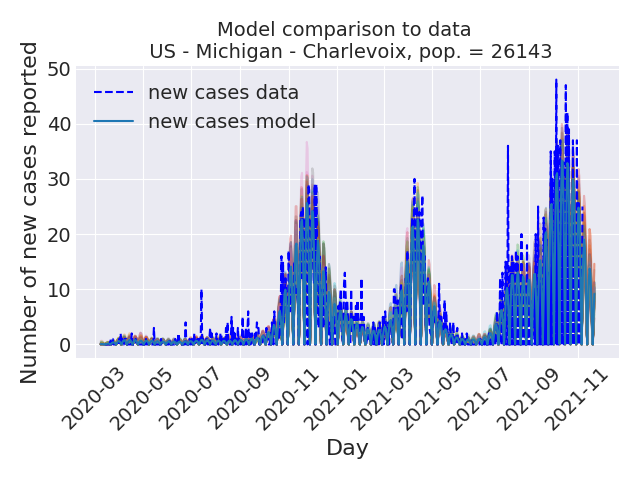 Model comparison to data
US - Michigan - Charlevoix, pop. = 26143
Number of new cases reported
50
40
30
20
10
0
new cases data
new cases model
2020-03
2020-05
2020-07
2020-09
2020-11
2021-01
2021-03
2021-05
2021-07
2021-09
2021-11
Day